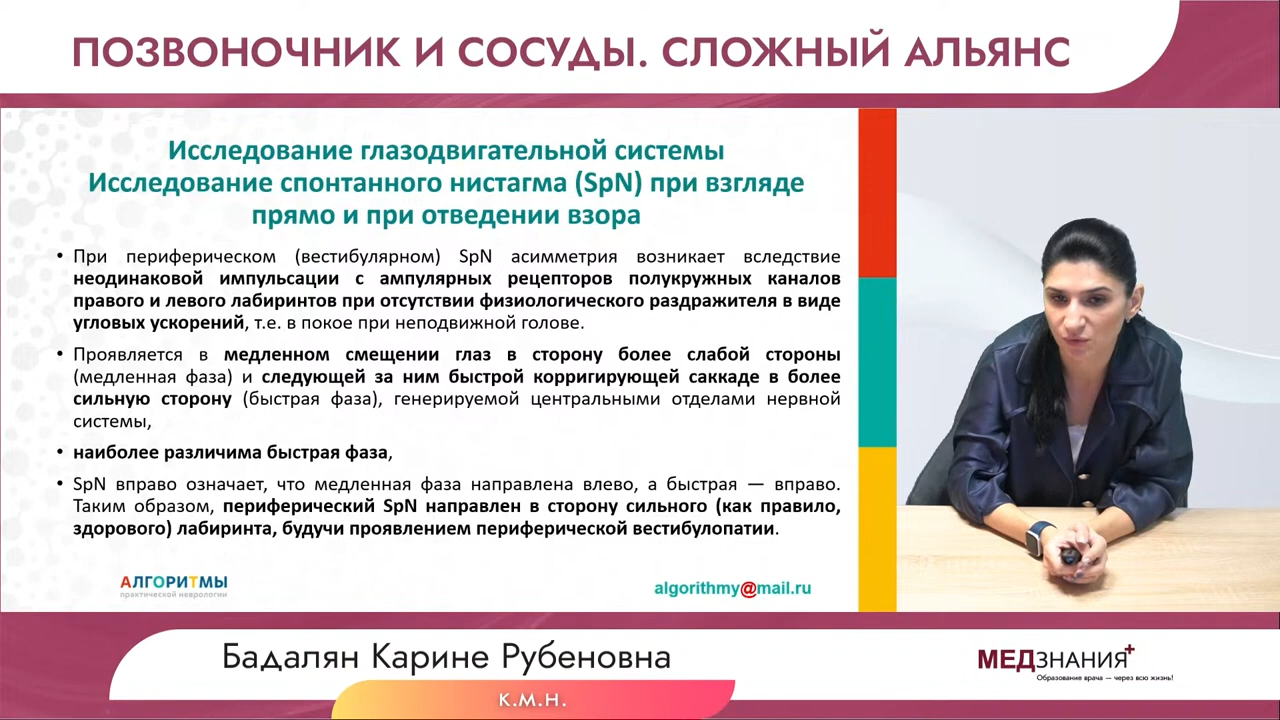 ПОЗВОНОЧНИК И СОСУДЫ. СЛОЖНЫЙ АЛЬЯНС
Исследование глазодвигательной системы
Исследование спонтанного нистагма (SpN) при взгляде
прямо и при отведении взора
• При периферическом (вестибулярном) SpN асимметрия возникает вследствие
неодинаковой импульсации с ампулярных рецепторов полукружных каналов
правого и левого лабиринтов при отсутствии физиологического раздражителя в виде
угловых ускорений, т.е. в покое при неподвижной голове.
• Проявляется в медленном смещении глаз в сторону более слабой стороны
(медленная фаза) и следующей за ним быстрой корригирующей саккаде в более
сильную сторону (быстрая фаза), генерируемой центральными отделами нервной
системы,
• наиболее различима быстрая фаза,
• SpN вправо означает, что медленная фаза направлена влево, а быстрая — вправо.
Таким образом, периферический SpN направлен в сторону сильного (как правило,
здорового) лабиринта, будучи проявлением периферической вестибулопатии.
АЛГОРИТМЫ
практической неврологии
algorithmy@mail.ru
Бадалян Карине Рубеновна
к.м.н.
МЕДЗНАНИЯ+
Образование врача — через всю жизнь!